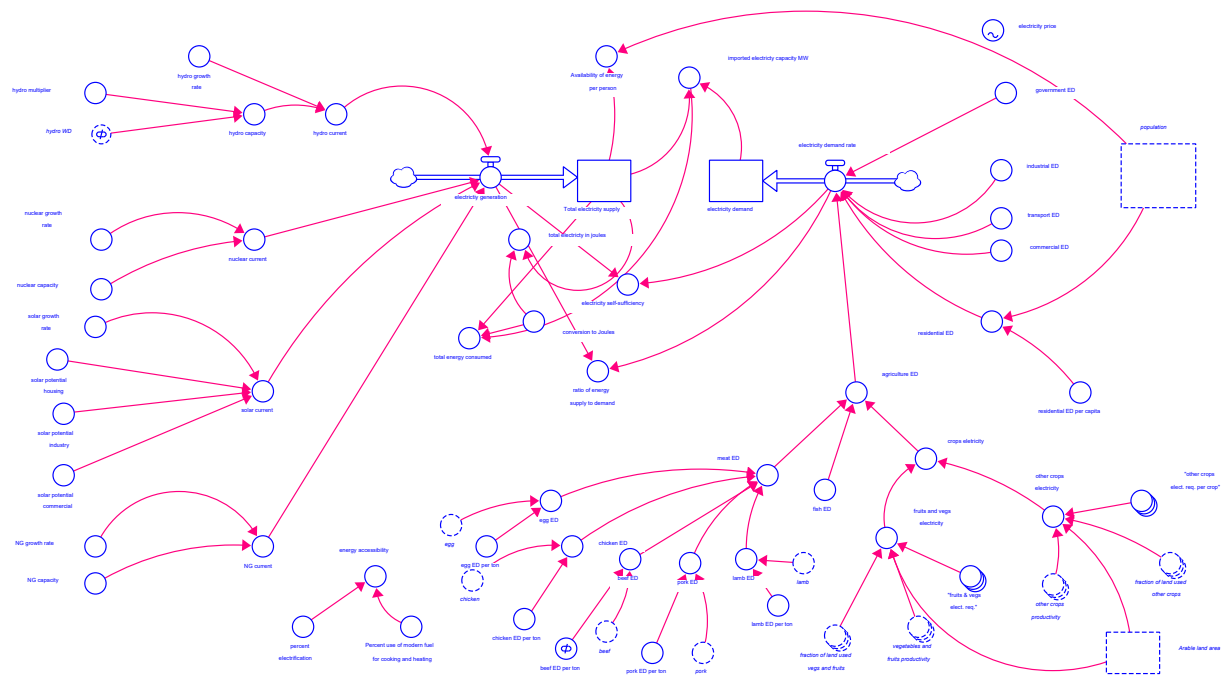 electricity price
hydro growth
rate
Availability of energy
per person
imported electricty capacity MW
hydro multiplier
government ED
hydro WD
hydro capacity
hydro current
electricity demand rate
population
industrial ED
electricity generation
Total electricity supply
electricity demand
nuclear growth
rate
transport ED
total electricity in joules
commercial ED
nuclear current
nuclear capacity
electricity self-sufficiency
solar growth
rate
conversion to Joules
residential ED
total energy consumed
solar potential
housing
ratio of energy
supply to demand
agriculture ED
solar current
residential ED per capita
solar potential
industry
crops eletricity
meat ED
solar potential
commercial
other crops
electricity
"other crops
elect. req. per crop"
fish ED
fruits and vegs
electricity
egg ED
egg
NG growth rate
energy accessibility
egg ED per ton
chicken ED
NG current
chicken
beef ED
pork ED
lamb ED
lamb
NG capacity
"fruits & vegs
elect. req."
other crops
productivity
fraction of land used
other crops
percent
electrification
Percent use of modern fuel
for cooking and heating
chicken ED per ton
beef
lamb ED per ton
beef ED per ton
pork ED per ton
pork
fraction of land used
vegs and fruits
vegetables and
fruits productivity
Arable land area